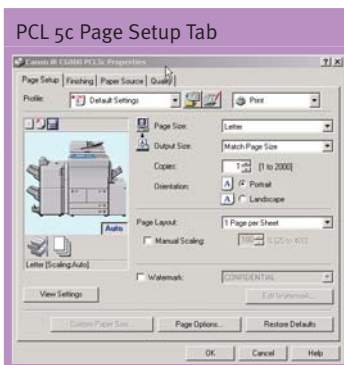 PCL 5c Page Setup Tab
Canon iR C6800 PCL5c Properties
Page Setup | Finishing | Paper Source | Quality
Profile: Default Settings Print
Page Size: Letter
Output Size: Match Page Size
Copies: 1 [1 to 2000]
Orientation: A Portrait
A Landscape
Auto
Page Layout: 1 Page per Sheet
Manual Scaling: 100 % [25 to 400]
Letter [Scaling:Auto]
Watermark: CONFIDENTIAL
View Settings Edit Watermark...
Custom Paper Size... Page Options... Restore Defaults
OK Cancel Help